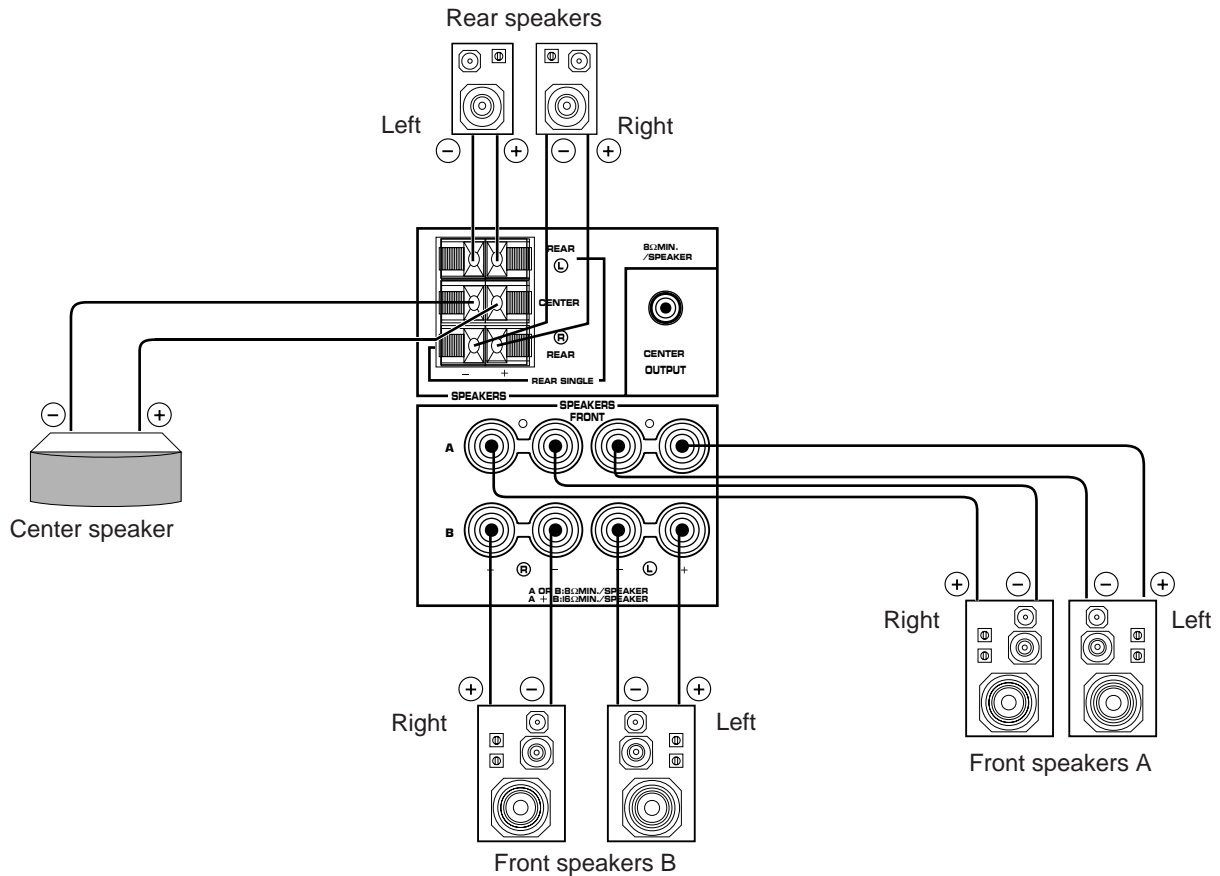 Rear speakers
Left
Right
− + − +
REAR
L
8ΩMIN.
/SPEAKER
CENTER
R
REAR
− +
REAR SINGLE
CENTER
OUTPUT
SPEAKERS
− +
Center speaker
SPEAKERS
FRONT
A
B
+ R − − L +
A OR B:8ΩMIN./SPEAKER
A + B:16ΩMIN./SPEAKER
+ − − +
Right
Left
Front speakers A
+ − − +
Right
Left
Front speakers B